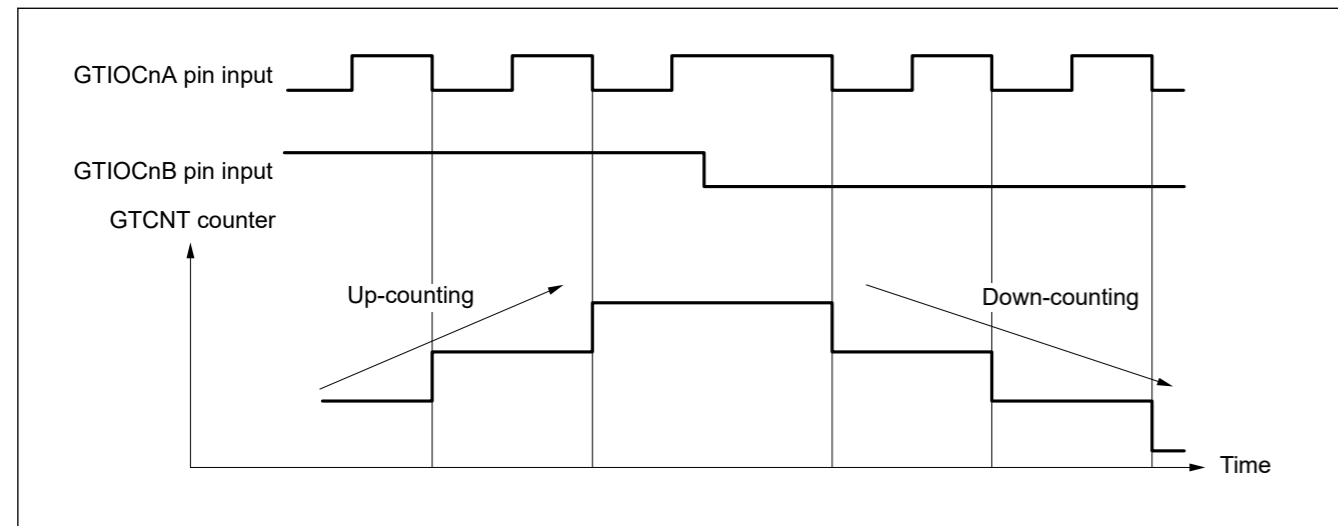 GTIOCnA pin input
GTIOCnB pin input
GTCNT counter
Up-counting
Down-counting
Time